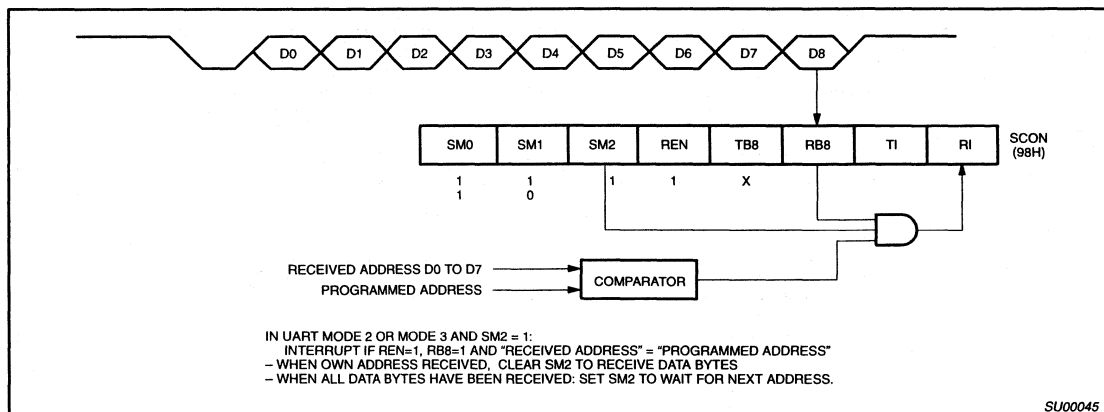 D0 D1 D2 D3 D4 D5 D6 D7 D8
SM0 SM1 SM2 REN TB8 RB8 TI RI
SCON
(98H)
1 1 1 1 X
1 0
RECEIVED ADDRESS D0 TO D7
PROGRAMMED ADDRESS
COMPARATOR
IN UART MODE 2 OR MODE 3 AND SM2 = 1:
INTERRUPT IF REN=1, RB8=1 AND "RECEIVED ADDRESS" = "PROGRAMMED ADDRESS"
– WHEN OWN ADDRESS RECEIVED, CLEAR SM2 TO RECEIVE DATA BYTES
– WHEN ALL DATA BYTES HAVE BEEN RECEIVED: SET SM2 TO WAIT FOR NEXT ADDRESS.
SU00045